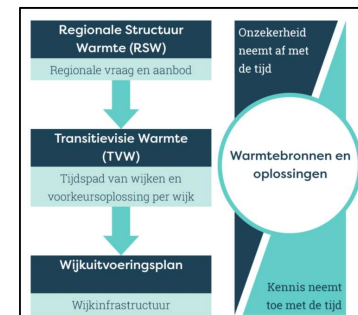 Regionale Structuur
Warmte (RSW)
Regionale vraag en aanbod
Transitievisie Warmte
(TVW)
Tijdspad van wijken en
voorkeursoplossing per wijk
Wijkuitvoeringsplan
Wijkinfrastructuur
Onzekerheid
neemt af met
de tijd
Warmtebronnen en
oplossingen
Kennis neemt
toe met de tijd